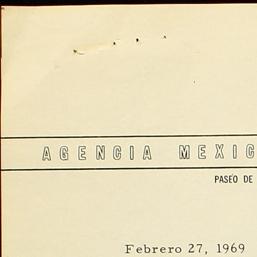 AGENCIA MEXIC
PASEO DE
Febrero 27, 1969